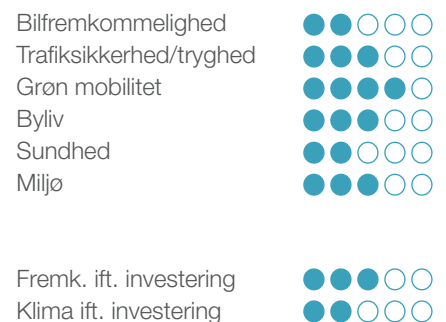 Bilfremkommelighed
Trafiksikkerhed/tryghed
Grøn mobilitet
Byliv
Sundhed
Miljø
Fremk. ift. investering
Klima ift. investering